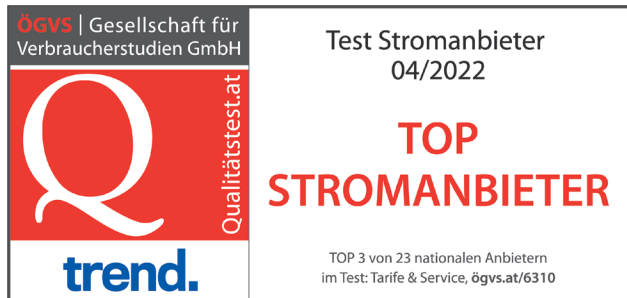 ÖGVS | Gesellschaft für
Verbraucherstudien GmbH
Q
Qualitätstest.at
trend.
Test Stromanbieter
04/2022
TOP
STROMANBIETER
TOP 3 von 23 nationalen Anbietern
im Test: Tarife & Service, ögvs.at/6310